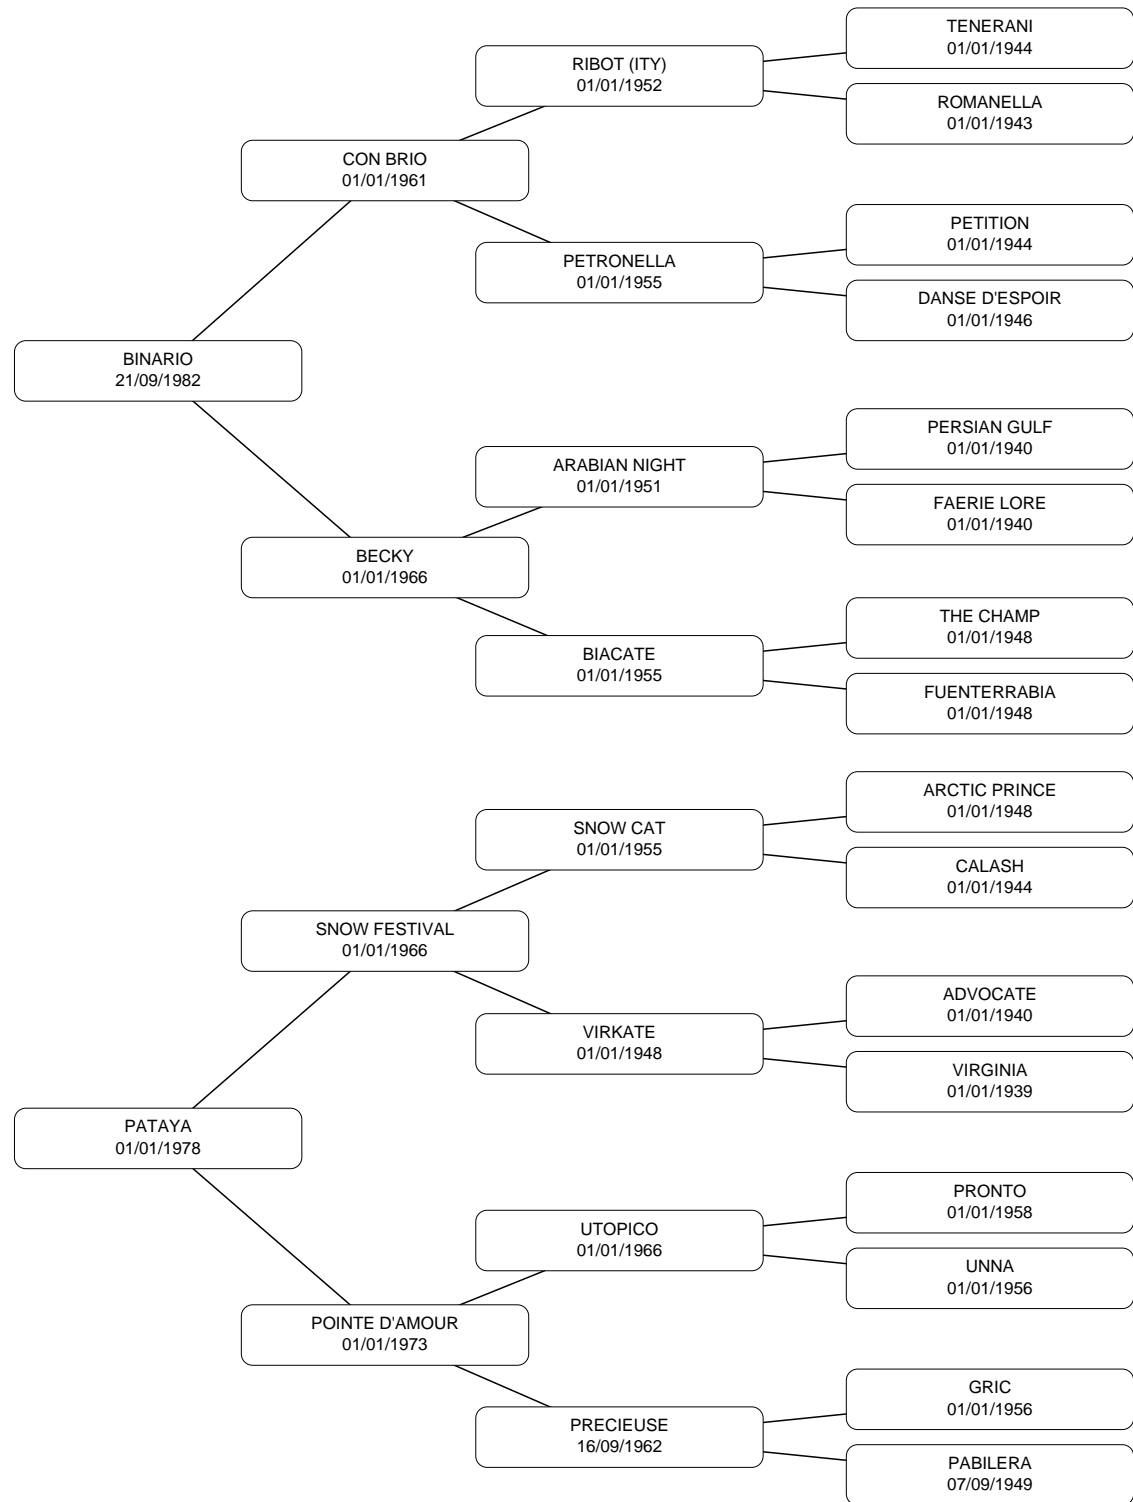 TENERANI
01/01/1944
RIBOT (ITY)
01/01/1952
ROMANELLA
01/01/1943
CON BRIO
01/01/1961
PETITION
01/01/1944
PETRONELLA
01/01/1955
DANSE D'ESPOIR
01/01/1946
BINARIO
21/09/1982
PERSIAN GULF
01/01/1940
ARABIAN NIGHT
01/01/1951
FAERIE LORE
01/01/1940
BECKY
01/01/1966
THE CHAMP
01/01/1948
BIACATE
01/01/1955
FUENTERRABIA
01/01/1948
ARCTIC PRINCE
01/01/1948
SNOW CAT
01/01/1955
CALASH
01/01/1944
SNOW FESTIVAL
01/01/1966
ADVOCATE
01/01/1940
VIRKATE
01/01/1948
VIRGINIA
01/01/1939
PATAYA
01/01/1978
PRONTO
01/01/1958
UTOPICO
01/01/1966
UNNA
01/01/1956
POINTE D'AMOUR
01/01/1973
GRIC
01/01/1956
PRECIEUSE
16/09/1962
PABILERA
07/09/1949